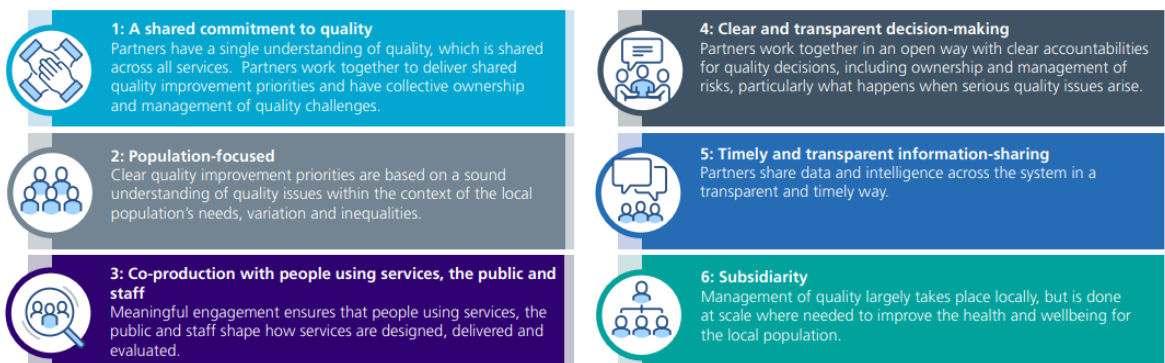 1: A shared commitment to quality
Partners have a single understanding of quality, which is shared
across all services. Partners work together to deliver shared
quality improvement priorities and have collective ownership
and management of quality challenges.
2: Population-focused
Clear quality improvement priorities are based on a sound
understanding of quality issues within the context of the local
population's needs, variation and inequalities.
3: Co-production with people using services, the public and
staff
Meaningful engagement ensures that people using services, the
public and staff shape how services are designed, delivered and
evaluated.
4: Clear and transparent decision-making
Partners work together in an open way with clear accountabilities
for quality decisions, including ownership and management of
risks, particularly what happens when serious quality issues arise.
5: Timely and transparent information-sharing
Partners share data and intelligence across the system in a
transparent and timely way.
6: Subsidiarity
Management of quality largely takes place locally, but is done
at scale where needed to improve the health and wellbeing for
the local population.